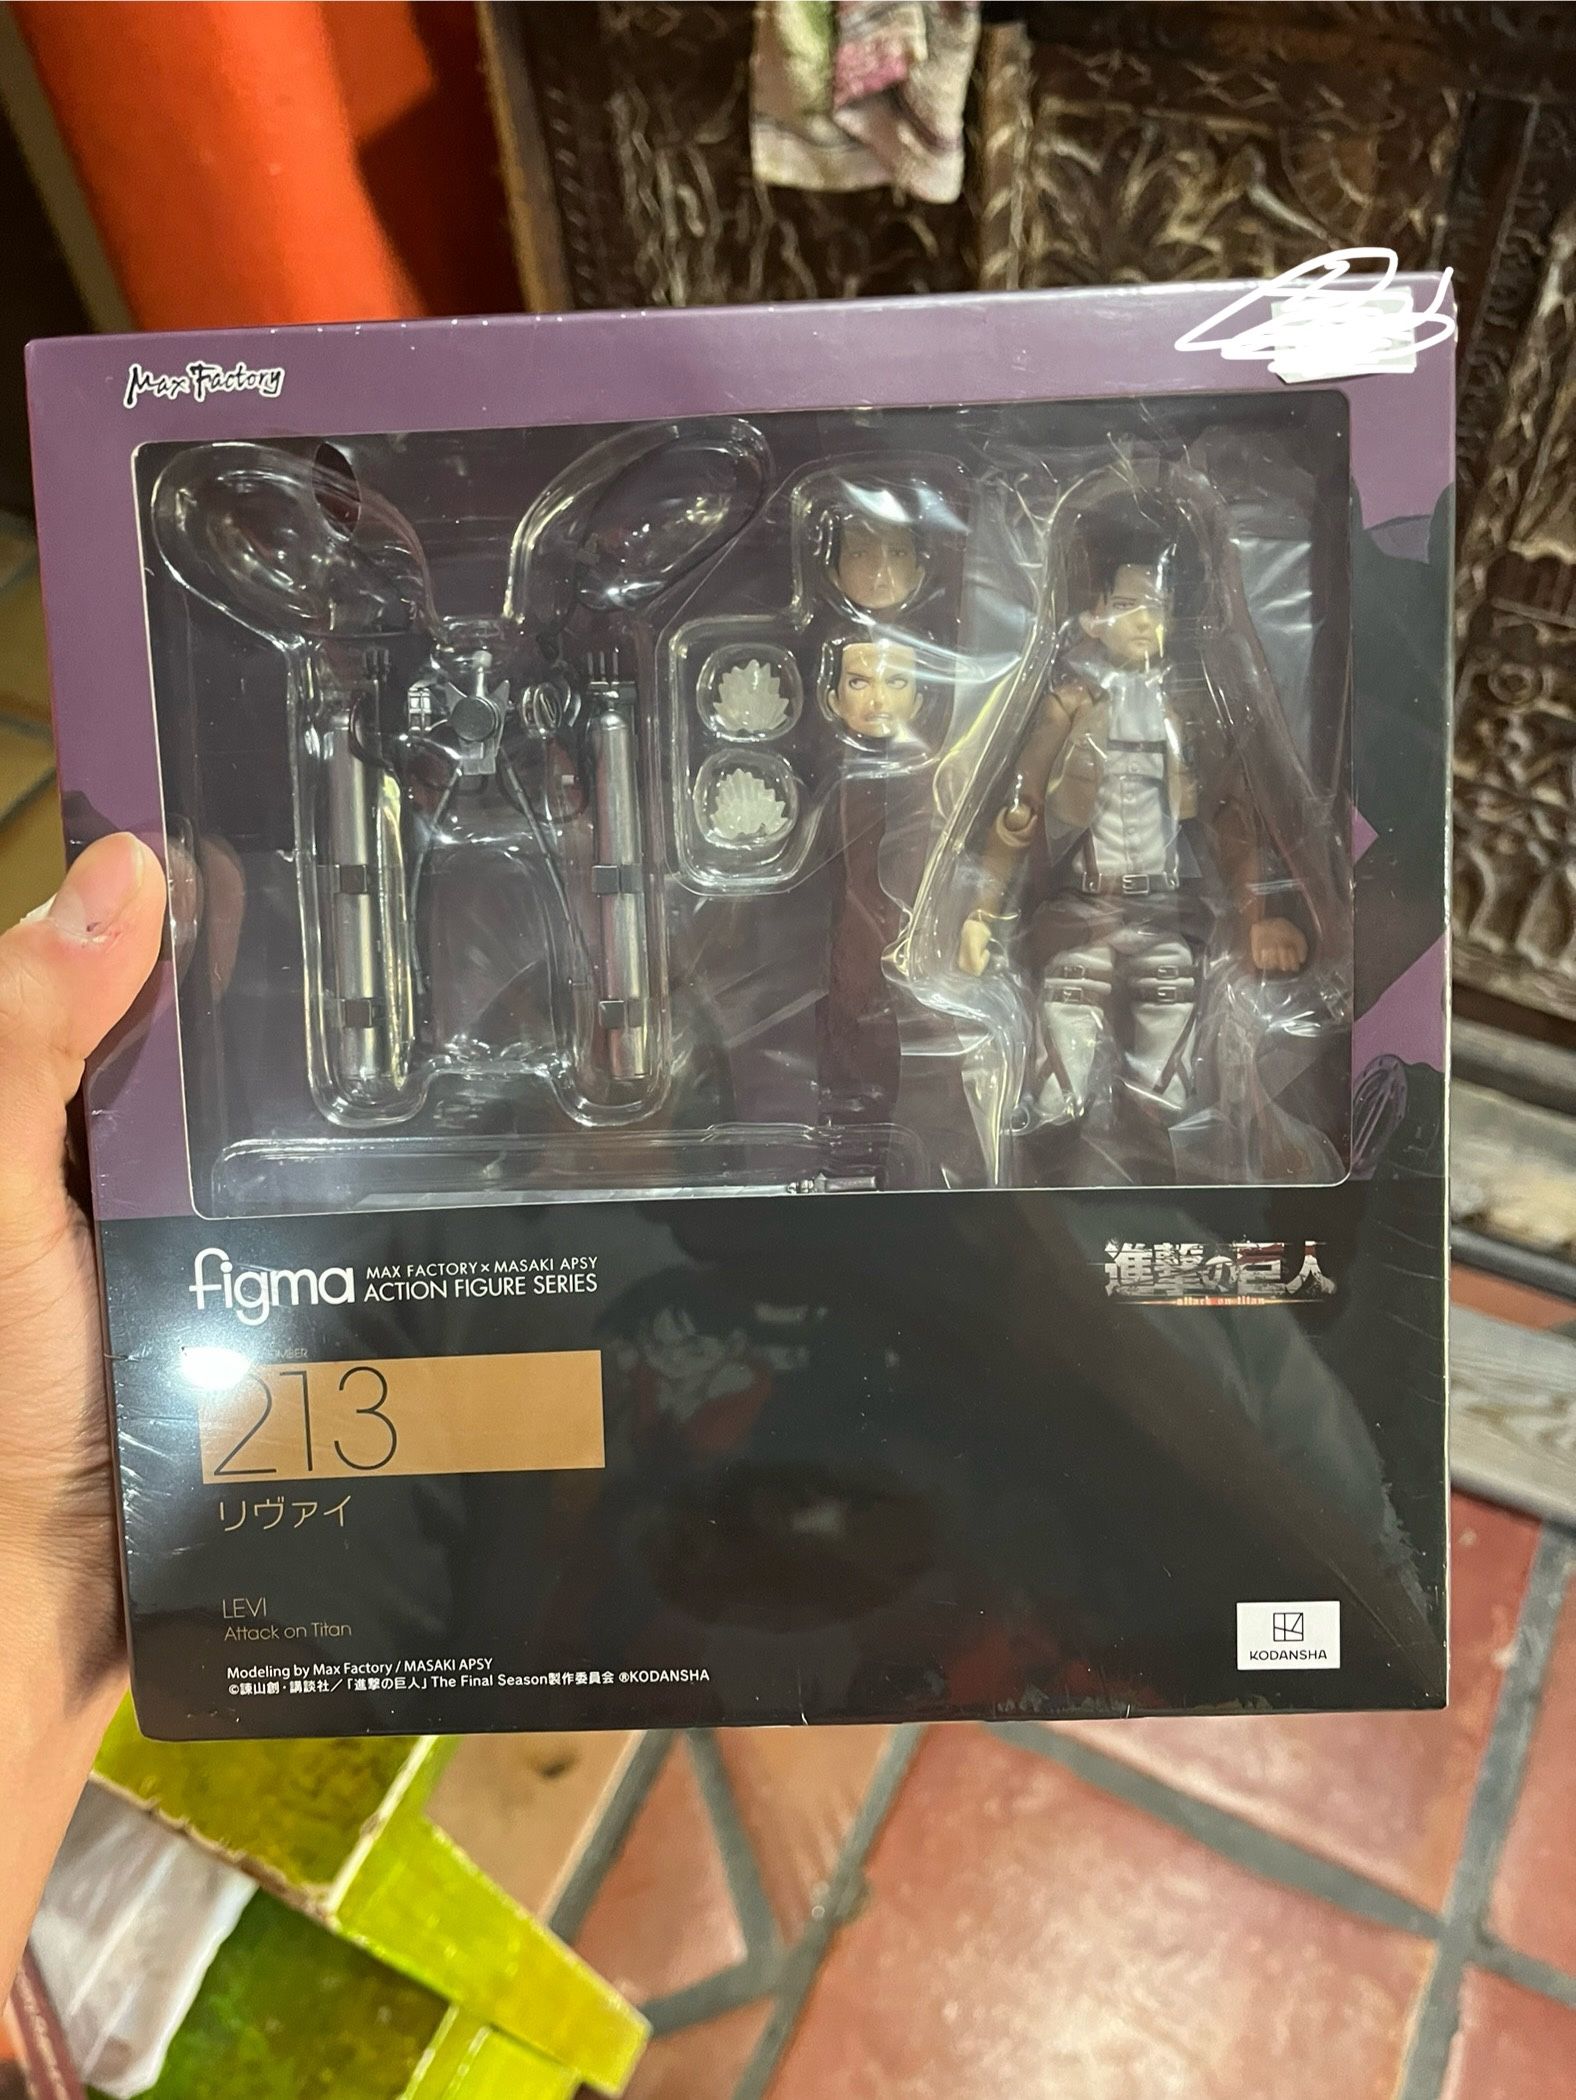 Max Factory
figma
MAX FACTORY × MASAKI APSY
ACTION FIGURE SERIES
進撃の巨人
attack on titan
213
リヴァイ
LEVI
Attack on Titan
KODANSHA
Modeling by Max Factory / MASAKI APSY
©諫山創・講談社／「進撃の巨人」The Final Season製作委員会 ®KODANSHA